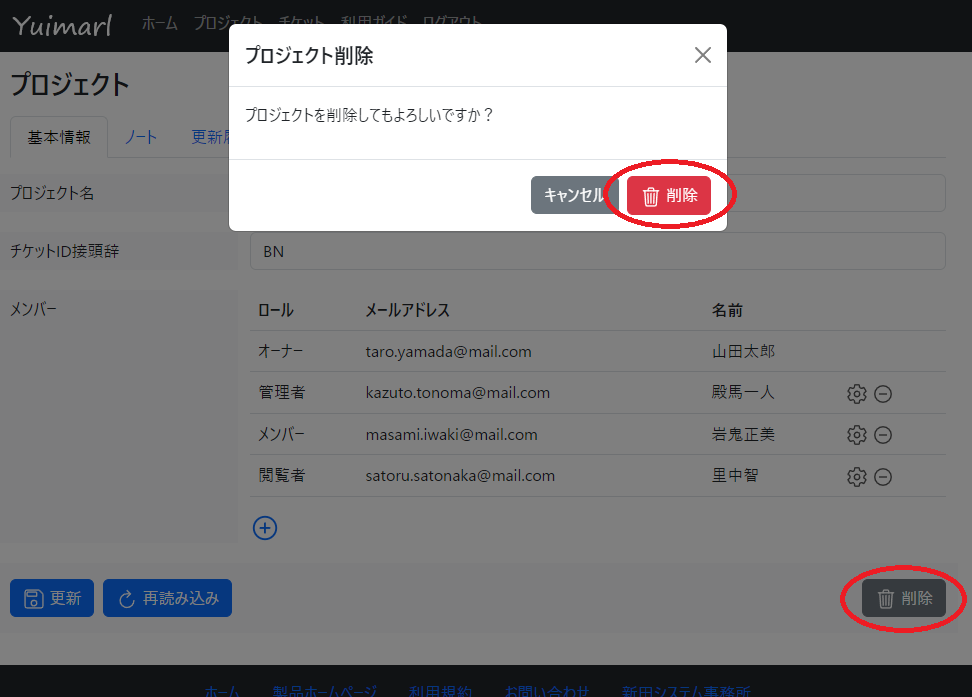 Yuimarl ホーム プロジェクト チケット 利用ガイド ログアウト
プロジェクト削除
プロジェクト
プロジェクトを削除してもよろしいですか？
基本情報 ノート
キャンセル 削除
プロジェクト名
チケットID接頭辞 BN
メンバー ロール メールアドレス 名前
オーナー taro.yamada@mail.com 山田太郎
管理者 kazuto.tonoma@mail.com 殿馬一人
メンバー masami.iwaki@mail.com 岩鬼正美
閲覧者 satoru.satonaka@mail.com 里中智
更新 再読み込み 削除
ホーム 製品ホームページ 利用規約 お問い合わせ 新田システム事務所